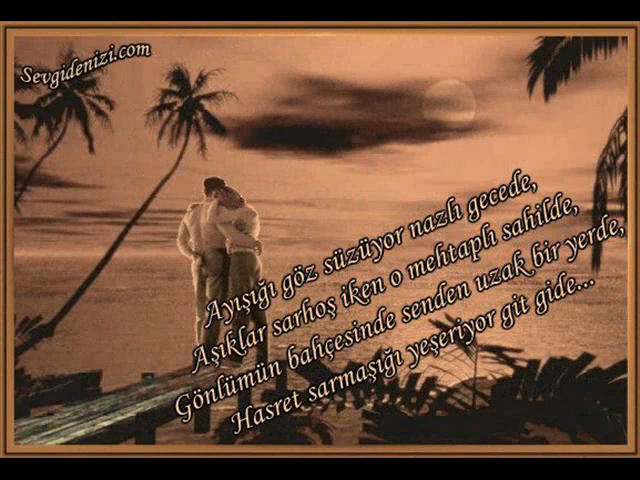 Sevgidenizi.com
Ayışığı göz süzüyor nazlı gecede,
Aşıklar sarhoş iken o mehtaplı sahilde,
Gönlümün bahçesinde senden uzak bir yerde,
Hasret sarmaşığı yeşeriyor git gide...